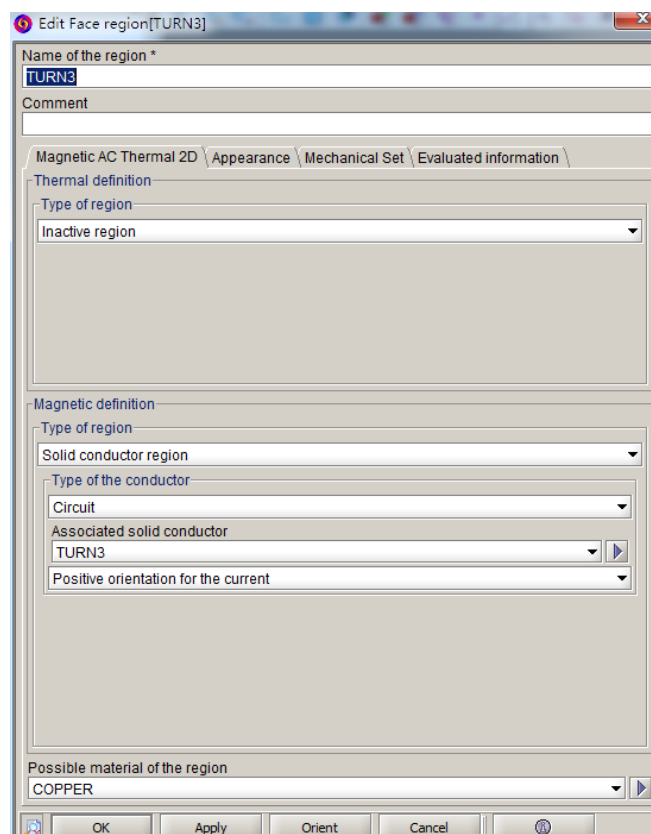 Edit Face region[TURN3]
Name of the region *
TURN3
Comment
Magnetic AC Thermal 2D Appearance Mechanical Set Evaluated information
Thermal definition
Type of region
Inactive region
Magnetic definition
Type of region
Solid conductor region
Type of the conductor
Circuit
Associated solid conductor
TURN3
Positive orientation for the current
Possible material of the region
COPPER
OK Apply Orient Cancel